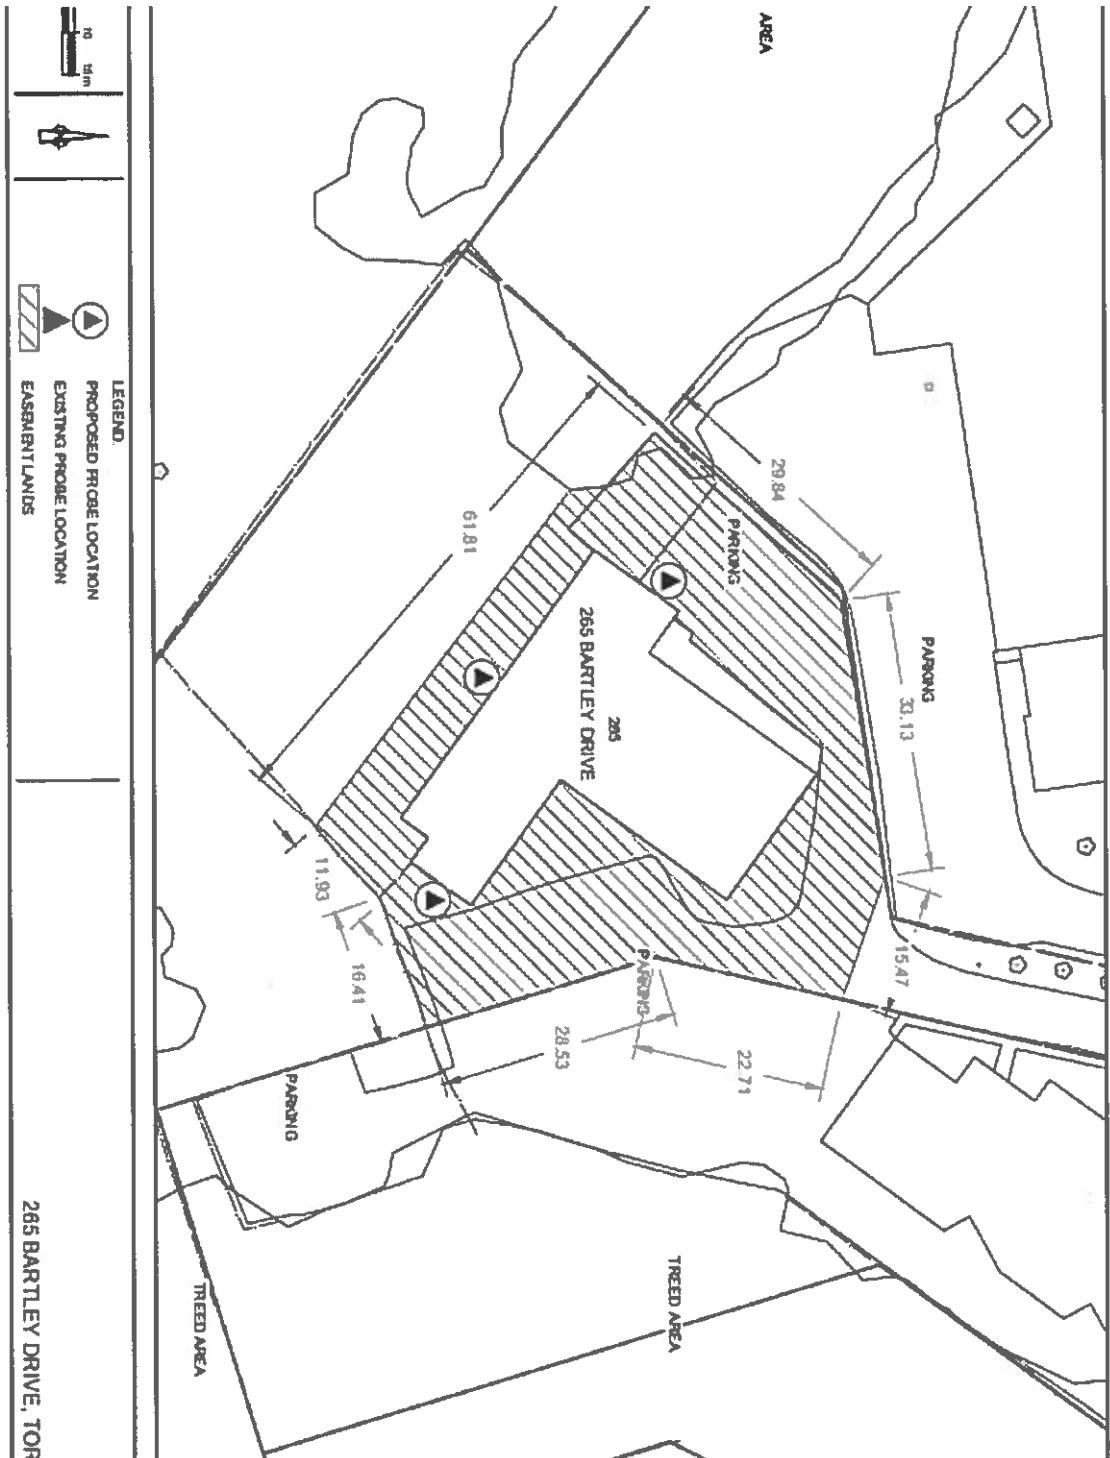 AREA
10 15m
29.84
PARKING
PARKING
33.13
61.81
265
265 BARTLEY DRIVE
11.93
16.41
15.47
PARKING
28.53
22.71
PARKING
TREED AREA
TREED AREA
LEGEND:
PROPOSED PROBE LOCATION
EXISTING PROBE LOCATION
EASEMENT LANDS
265 BARTLEY DRIVE, TOR